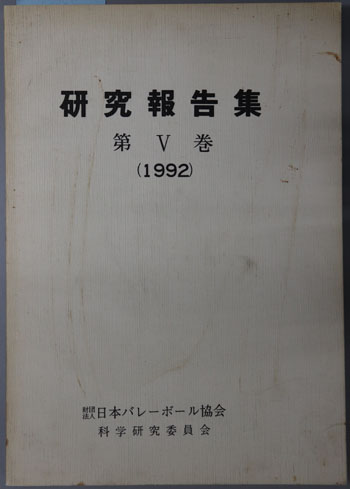 研究報告集
第 V 巻
(1992)
財団法人日本バレーボール協会
科学研究委員会